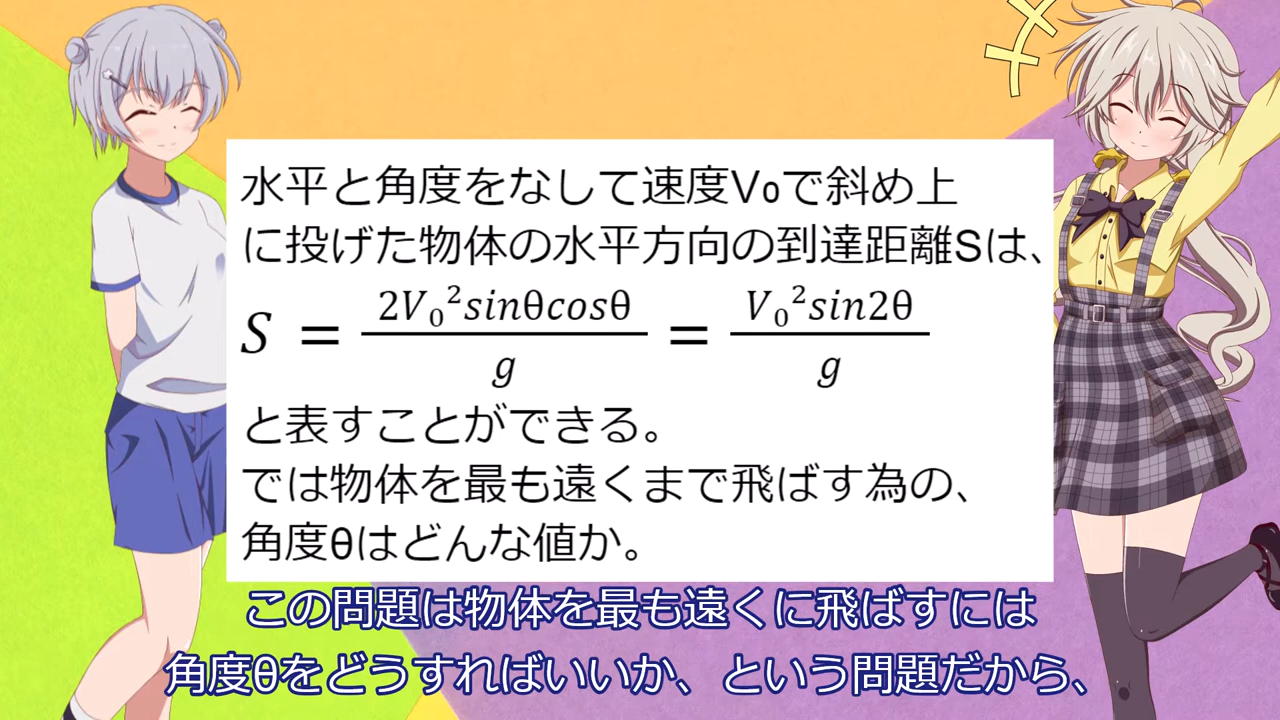 水平と角度をなして速度V₀で斜め上
に投げた物体の水平方向の到達距離Sは、
S = 2V₀²sinθcosθ/g = V₀²sin2θ/g
と表すことができる。
では物体を最も遠くまで飛ばす為の、
角度θはどんな値か。
この問題は物体を最も遠くに飛ばすには
角度θをどうすればいいか、という問題だから、